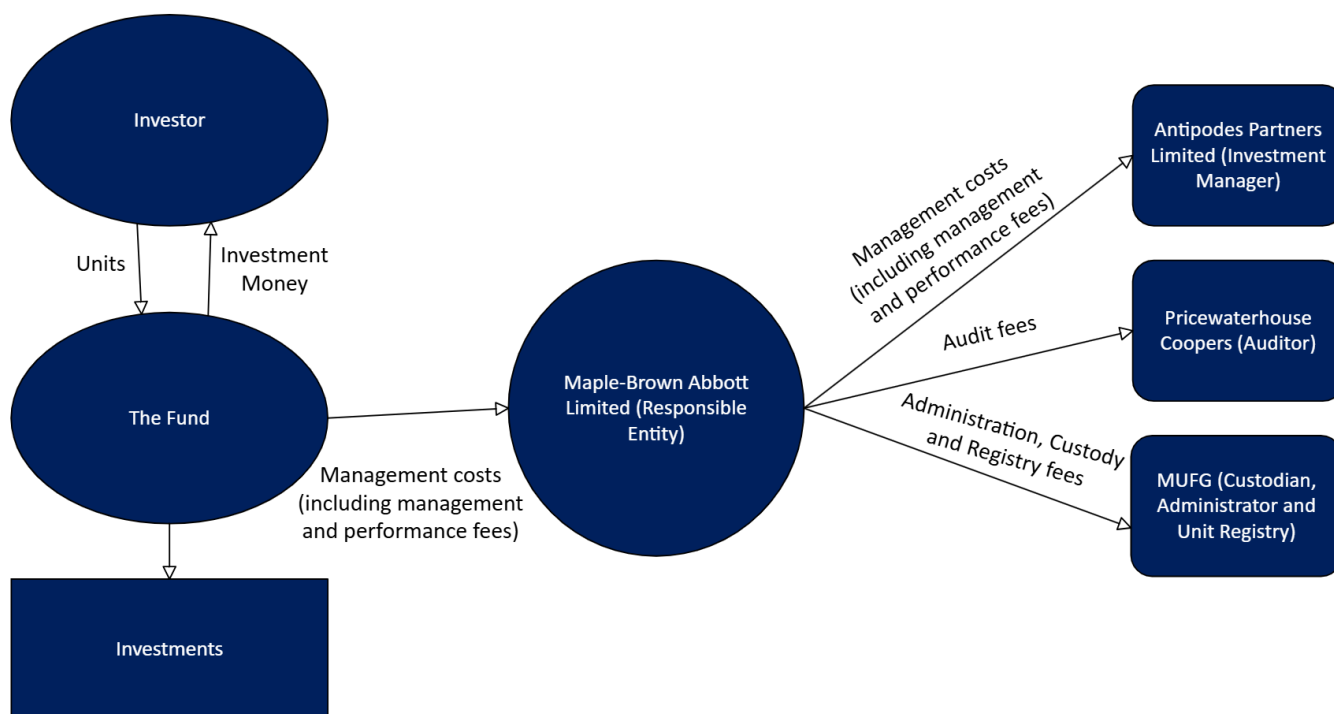 Investor
Units
Investment
Money
The Fund
Management costs
(including management
and performance fees)
Investments
Maple-Brown Abbott
Limited (Responsible
Entity)
Management costs
(including management
and performance fees)
Audit fees
Administration, Custody
and Registry fees
Antipodes Partners
Limited (Investment
Manager)
Pricewaterhouse
Coopers (Auditor)
MUFG (Custodian,
Administrator and
Unit Registry)